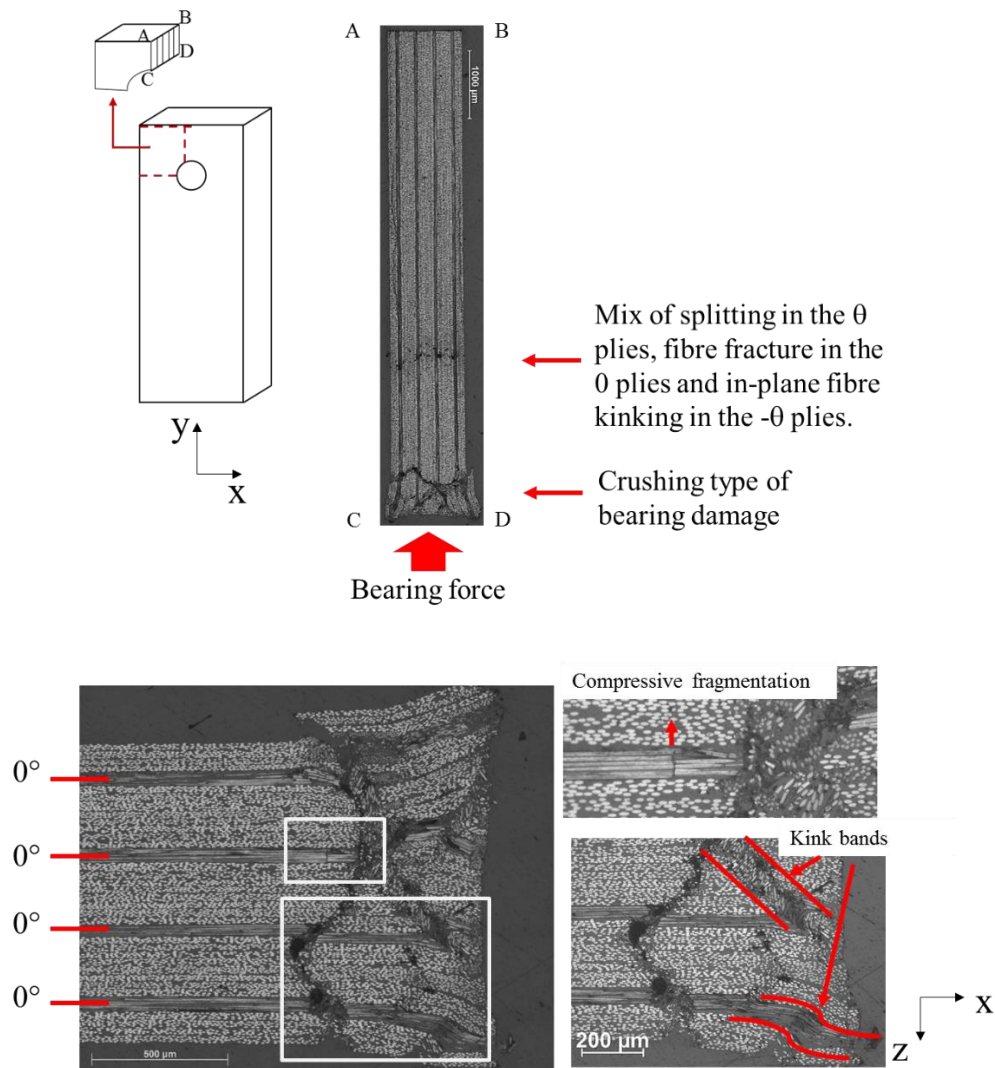 B
A
D
C
A
B
1000 µm
y
x
Mix of splitting in the θ
plies, fibre fracture in the
0 plies and in-plane fibre
kinking in the -θ plies.
Crushing type of
bearing damage
C
D
Bearing force
Compressive fragmentation
0°
0°
0°
0°
500 µm
Kink bands
200 µm
x
z